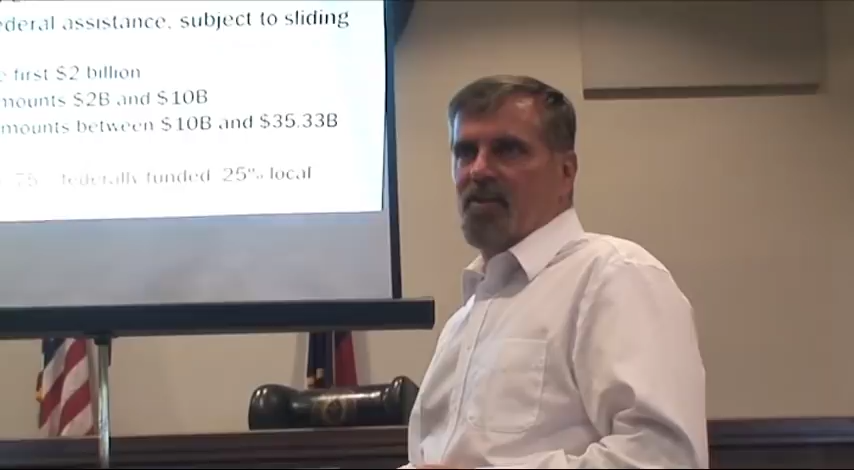 ederal assistance, subject to sliding
e first $2 billion
mounts $2B and $10B
mounts between $10B and $35.33B
75 federally funded 25% local